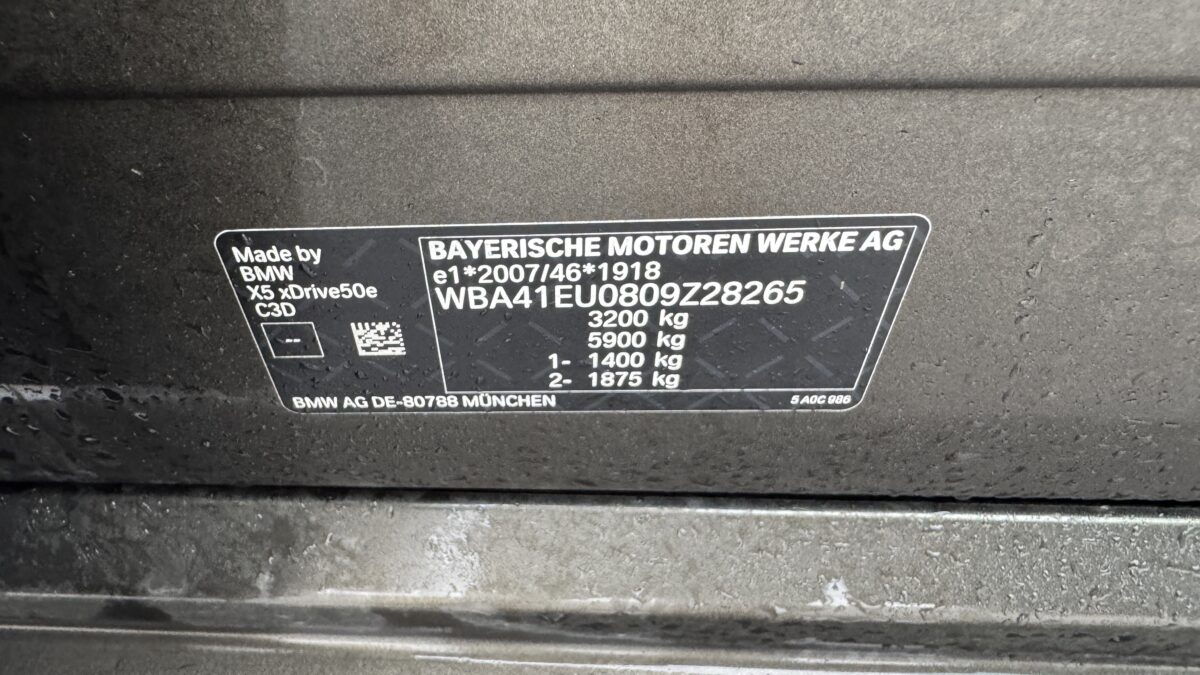 Made by
BMW
X5 xDrive50e
C3D
--
BMW AG DE-80788 MÜNCHEN
BAYERISCHE MOTOREN WERKE AG
e1*2007/46*1918
WBA41EU0809Z28265
3200 kg
5900 kg
1- 1400 kg
2- 1875 kg
5 A0C 986